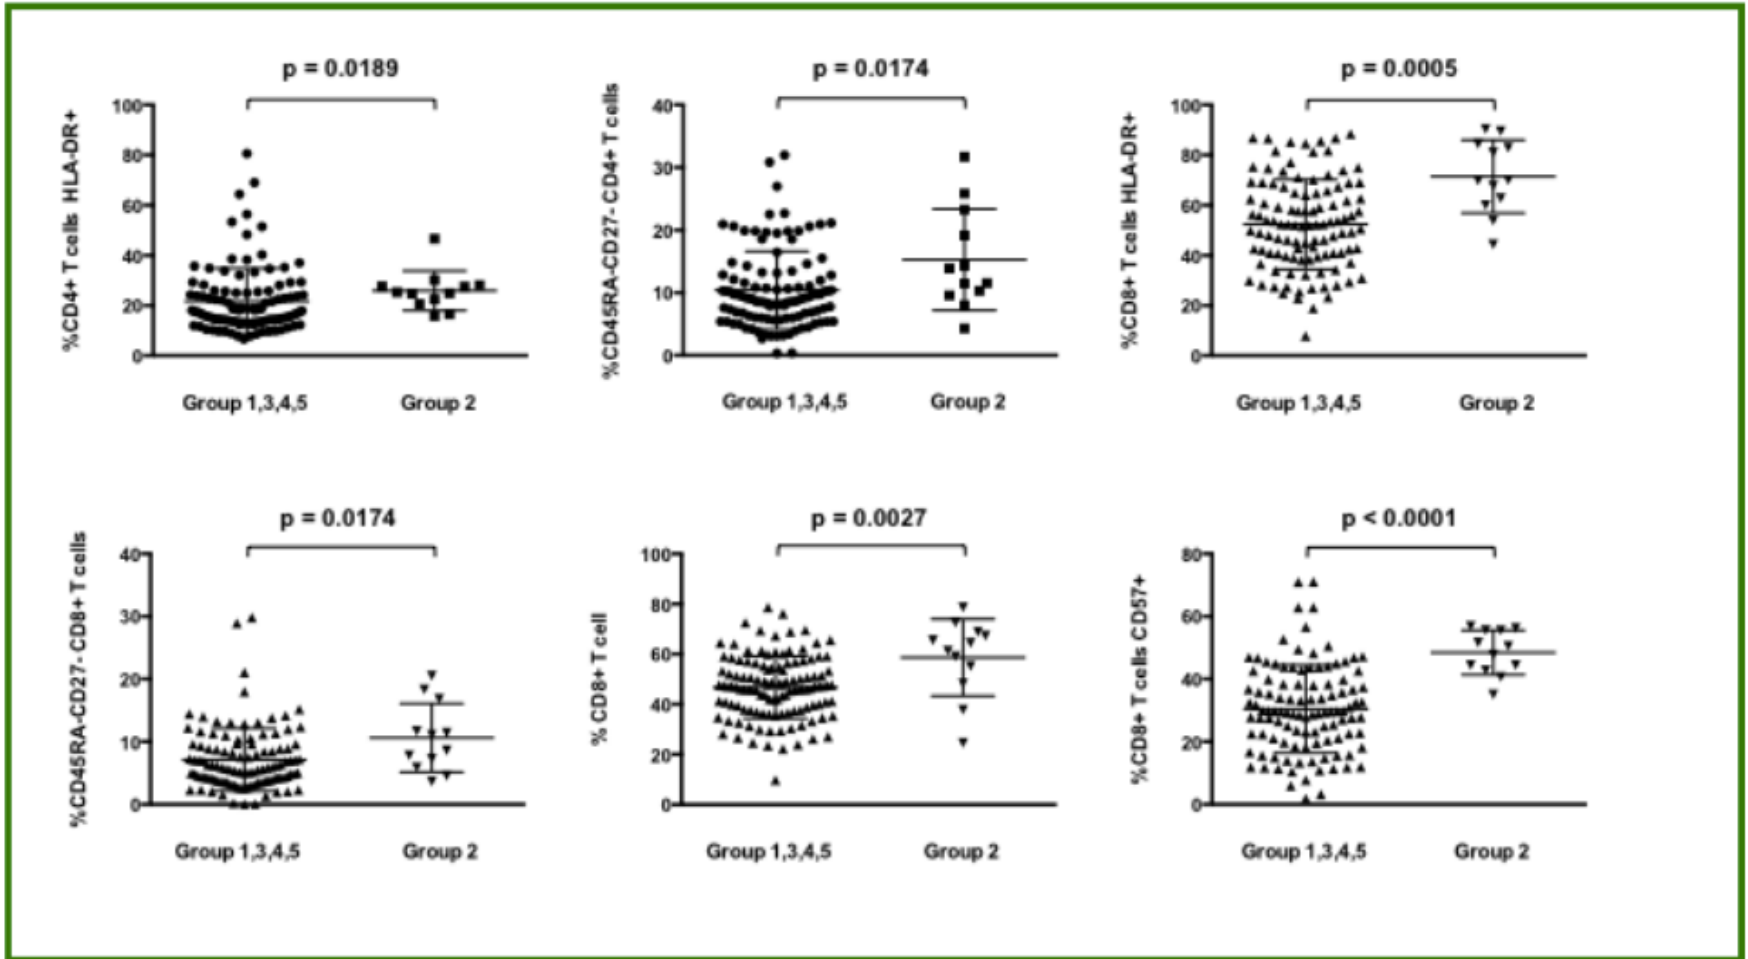 p = 0.0189
%CD4+ T cells HLA-DR+
100
80
60
40
20
0
Group 1,3,4,5
Group 2
p = 0.0174
%CD45RA-CD27- CD4+ T cells
40
30
20
10
0
Group 1,3,4,5
Group 2
p = 0.0005
%CD8+ T cells HLA-DR+
100
80
60
40
20
0
Group 1,3,4,5
Group 2
p = 0.0174
%CD45RA-CD27- CD8+ T cells
40
30
20
10
0
Group 1,3,4,5
Group 2
p = 0.0027
% CD8+ T cell
100
80
60
40
20
0
Group 1,3,4,5
Group 2
p < 0.0001
%CD8+ T cells CD57+
80
60
40
20
0
Group 1,3,4,5
Group 2